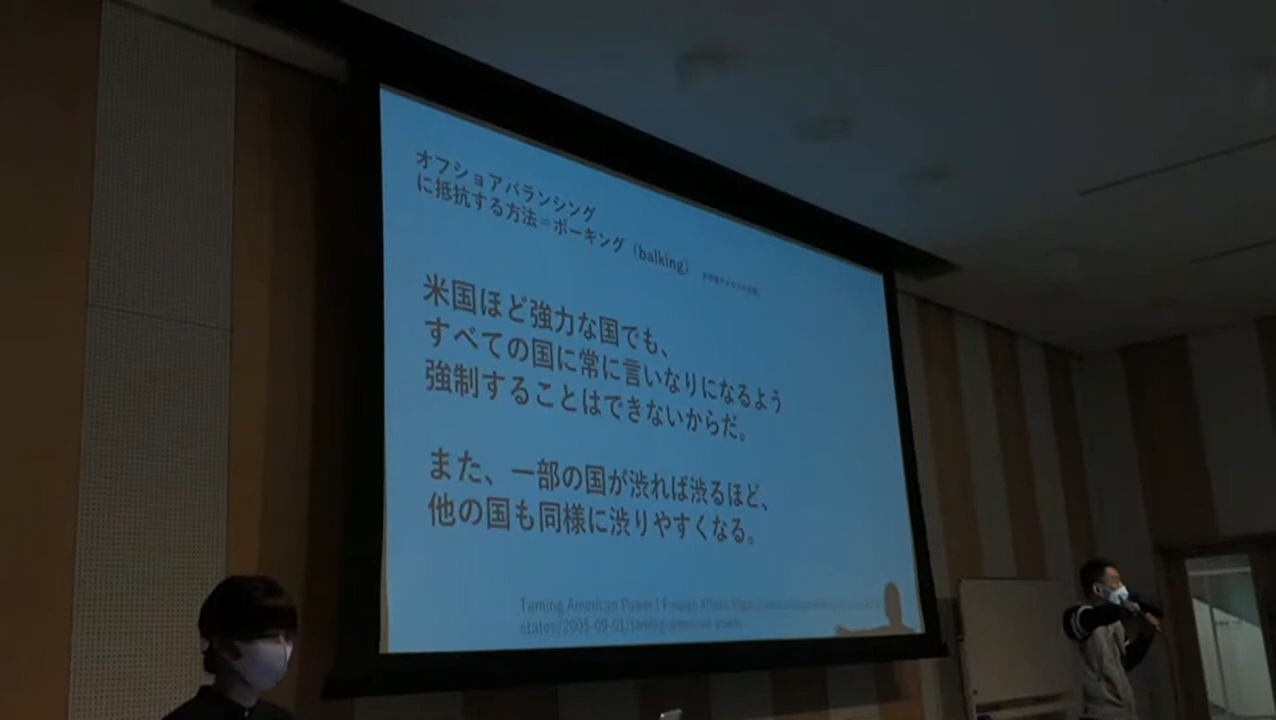 オフショアバランシング
に抵抗する方法＝ボーキング（balking）
米国ほど強力な国でも、
すべての国に常に言いなりになるよう
強制することはできないからだ。
また、一部の国が渋れば渋るほど、
他の国も同様に渋りやすくなる。
Taming American Power | Foreign Affairs
states/2005-09-01/taming-american-power